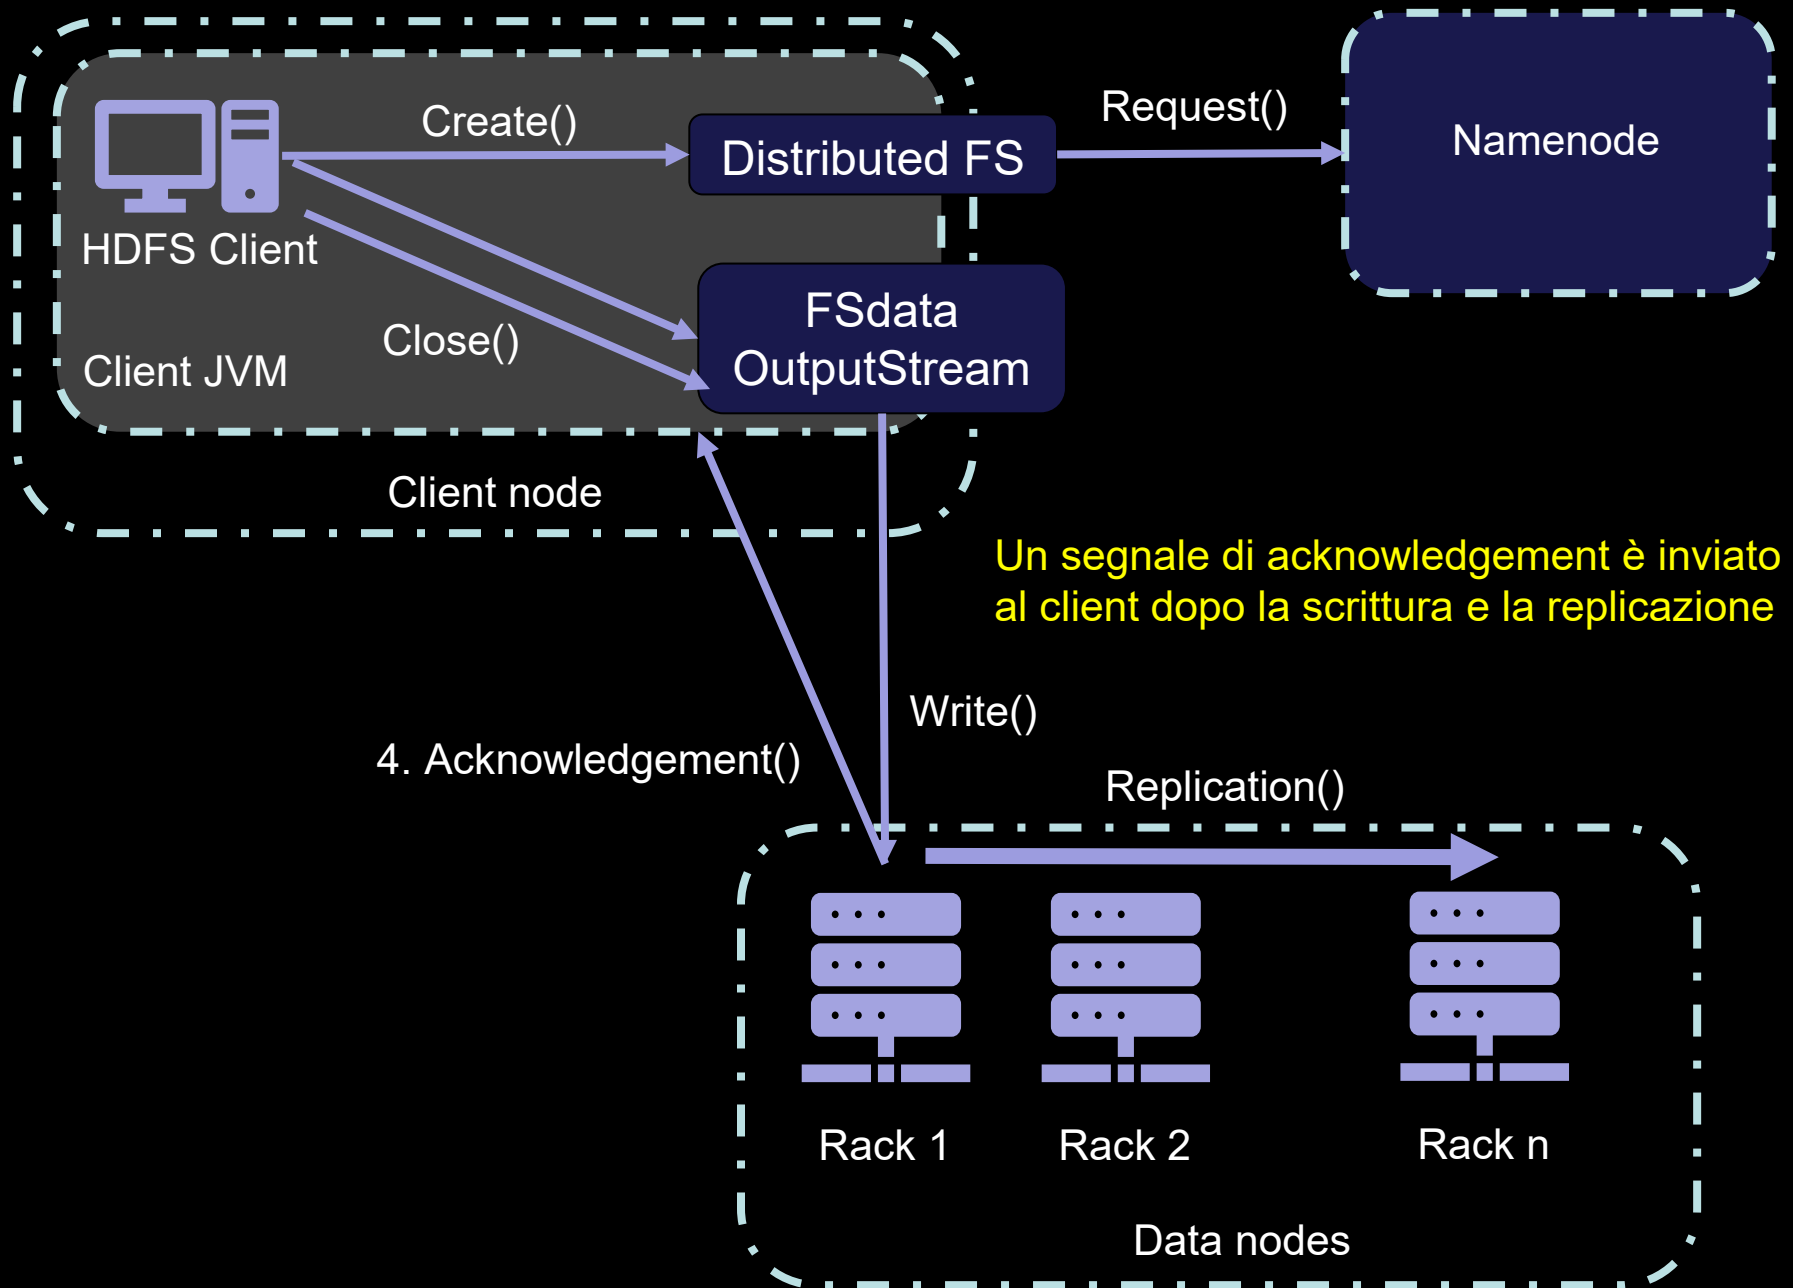 Create()
Distributed FS
Request()
Namenode
HDFS Client
FSdata
OutputStream
Close()
Client JVM
Client node
Un segnale di acknowledgement è inviato
al client dopo la scrittura e la replicazione
Write()
4. Acknowledgement()
Replication()
Rack 1
Rack 2
Rack n
Data nodes